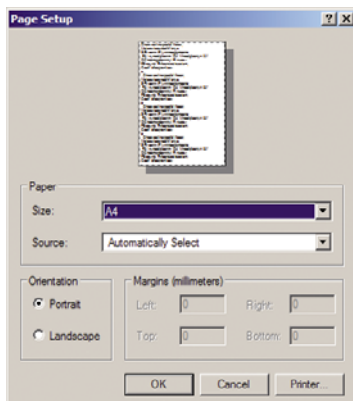 Page Setup
Paper
Size: A4
Source: Automatically Select
Orientation Margins (millimeters)
Portrait Left: 0 Right: 0
Landscape Top: 0 Bottom: 0
OK Cancel Printer...